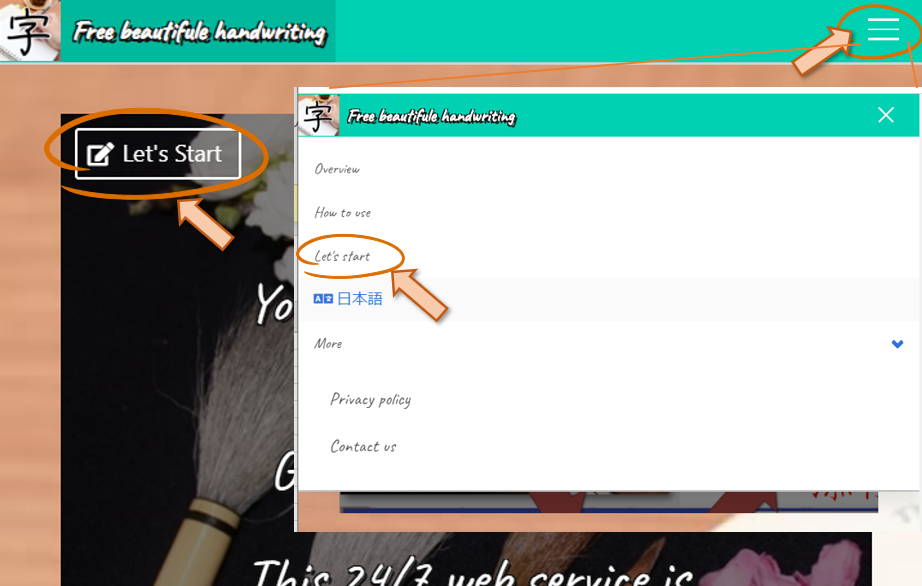 字 Free beautifule handwriting
Let's Start
字 Free beautifule handwriting
Overview
How to use
Let's start
日本語
More
Privacy policy
Contact us
This 24/7 web service is